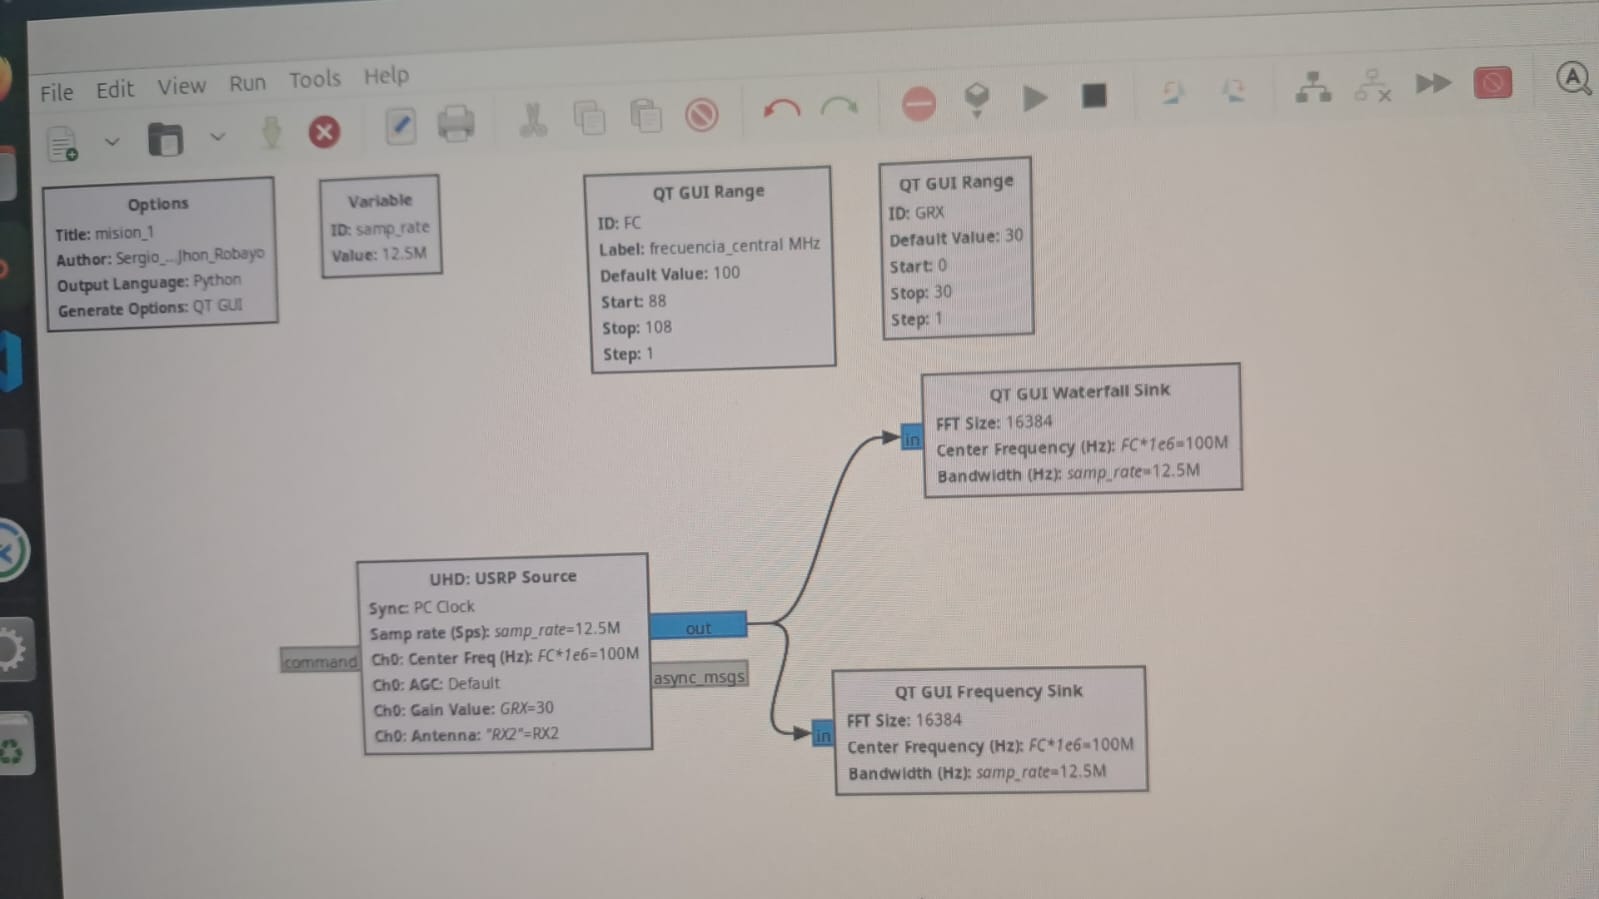 File Edit View Run Tools Help
Options
Title: mision_1
Author: Sergio_...Jhon_Robayo
Output Language: Python
Generate Options: QT GUI
Variable
ID: samp_rate
Value: 12.5M
QT GUI Range
ID: FC
Label: frecuencia_central MHz
Default Value: 100
Start: 88
Stop: 108
Step: 1
QT GUI Range
ID: GRX
Default Value: 30
Start: 0
Stop: 30
Step: 1
QT GUI Waterfall Sink
FFT Size: 16384
Center Frequency (Hz): FC*1e6=100M
Bandwidth (Hz): samp_rate=12.5M
in
UHD: USRP Source
Sync: PC Clock
Samp rate (Sps): samp_rate=12.5M
Ch0: Center Freq (Hz): FC*1e6=100M
Ch0: AGC: Default
Ch0: Gain Value: GRX=30
Ch0: Antenna: "RX2"=RX2
command
out
async_msgs
QT GUI Frequency Sink
FFT Size: 16384
Center Frequency (Hz): FC*1e6=100M
Bandwidth (Hz): samp_rate=12.5M
in
A